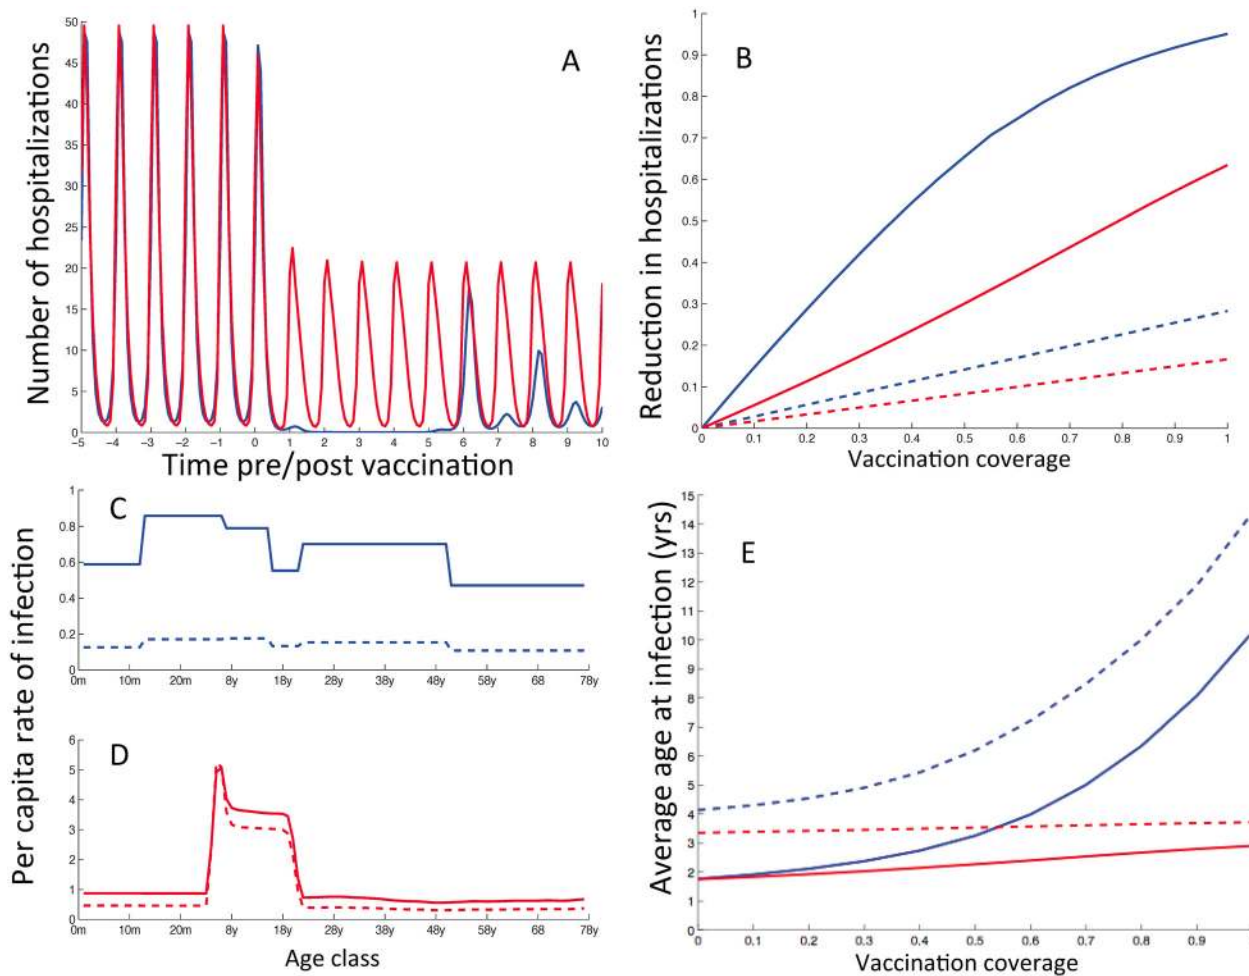 A
Number of hospitalizations
50
45
40
35
30
25
20
15
10
5
0
-5 -4 -3 -2 -1 0 1 2 3 4 5 6 7 8 9 10
Time pre/post vaccination
B
Reduction in hospitalizations
1
0.9
0.8
0.7
0.6
0.5
0.4
0.3
0.2
0.1
0
0 0.1 0.2 0.3 0.4 0.5 0.6 0.7 0.8 0.9 1
Vaccination coverage
Per capita rate of infection
C
1
0.8
0.6
0.4
0.2
0
0m 10m 20m 8y 18y 28y 38y 48y 58y 68 78y
D
6
5
4
3
2
1
0
0m 10m 20m 8y 18y 28y 38y 48y 58y 68y 78y
Age class
E
Average age at infection (yrs)
15
14
13
12
11
10
9
8
7
6
5
4
3
2
1
0
0 0.1 0.2 0.3 0.4 0.5 0.6 0.7 0.8 0.9
Vaccination coverage